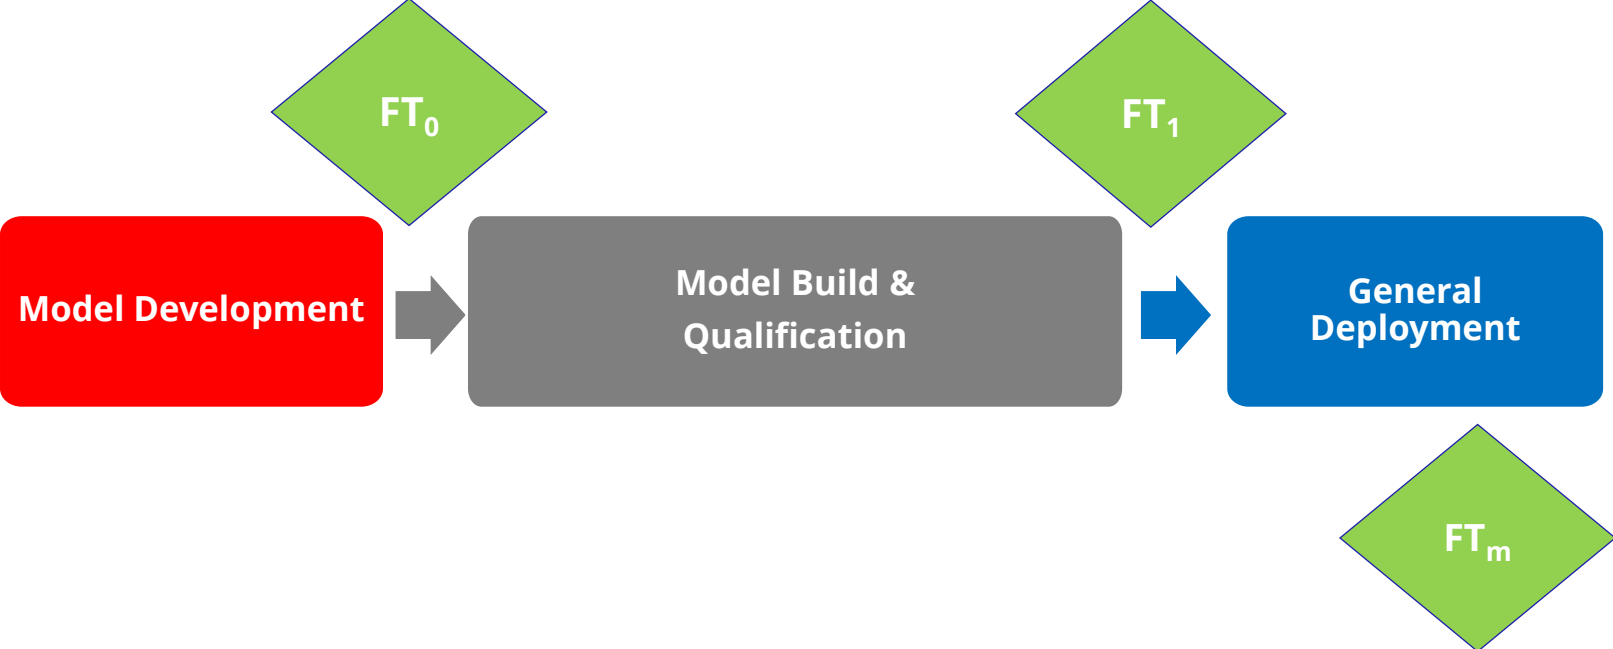 FT₀
FT₁
Model Development
Model Build &
Qualification
General
Deployment
FTₘ